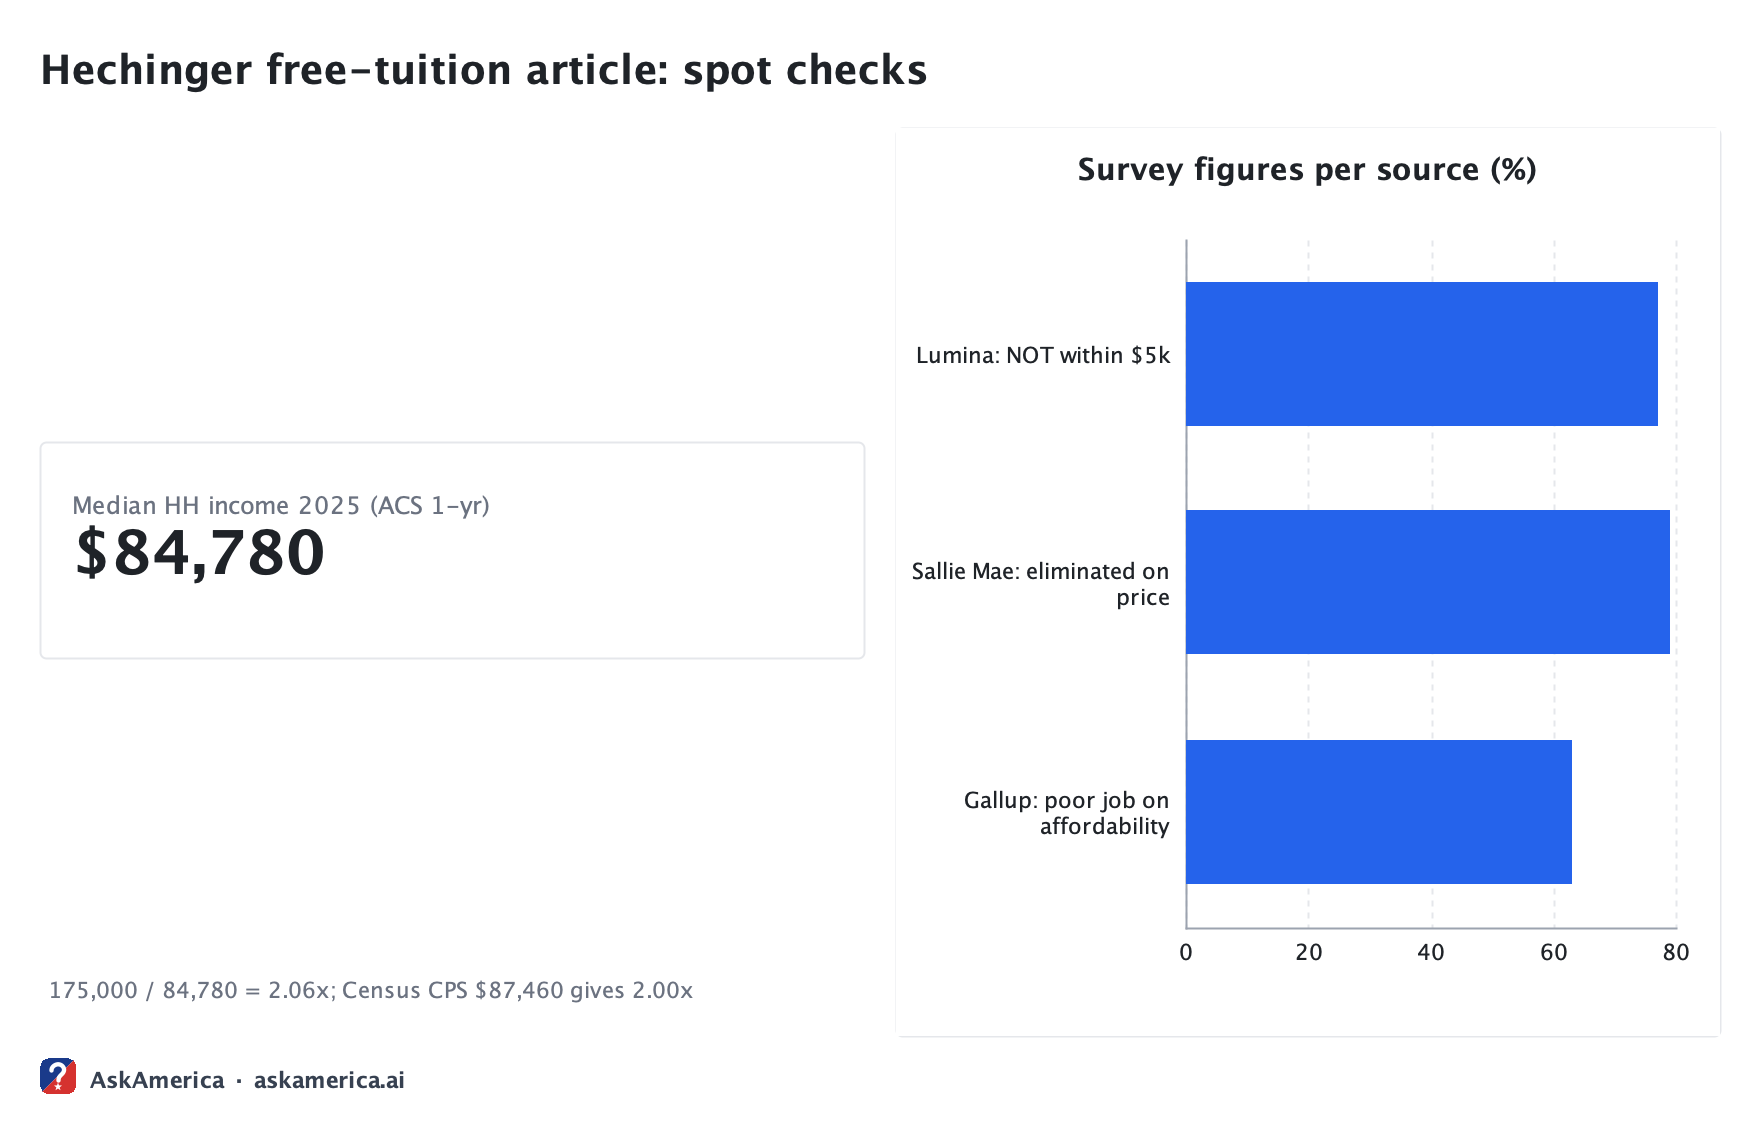 Hechinger free-tuition article: spot checks
Median HH income 2025 (ACS 1-yr)
$84,780
175,000 / 84,780 = 2.06x; Census CPS $87,460 gives 2.00x
Survey figures per source (%)
Lumina: NOT within $5k
Sallie Mae: eliminated on
price
Gallup: poor job on
affordability
0 20 40 60 80
AskAmerica · askamerica.ai